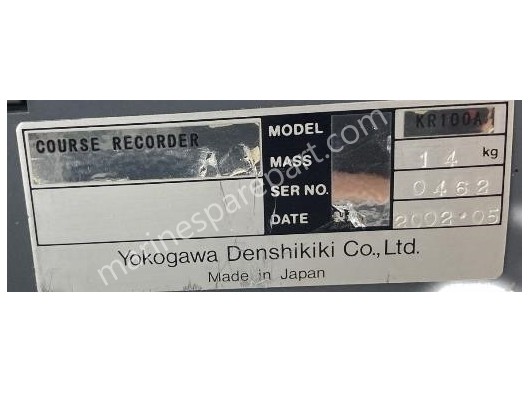 COURSE RECORDER
MODEL KR100A
MASS 14 kg
SER NO. 0462
DATE 2002.05
Yokogawa Denshikiki Co.,Ltd.
Made in Japan
marinesparepart.com